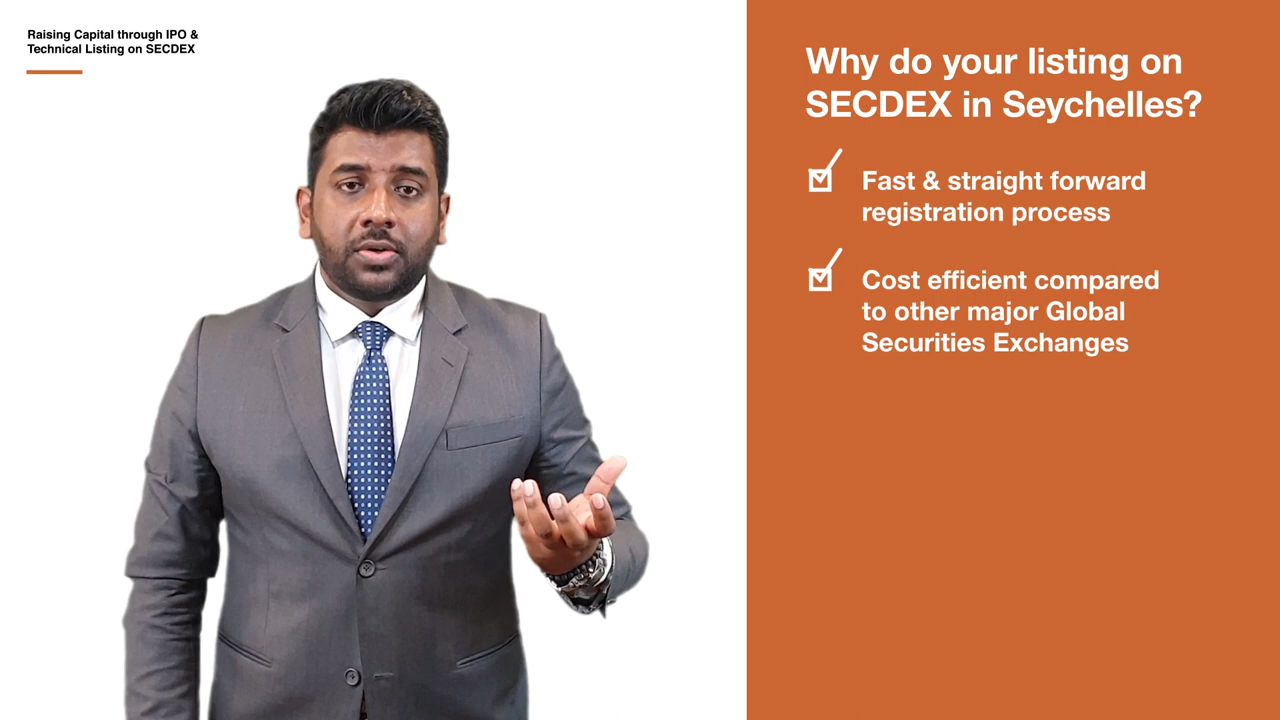 Raising Capital through IPO &
Technical Listing on SECDEX
Why do your listing on
SECDEX in Seychelles?
Fast & straight forward
registration process
Cost efficient compared
to other major Global
Securities Exchanges